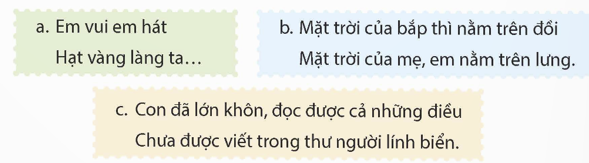 a. Em vui em hát
Hạt vàng làng ta...
b. Mặt trời của bắp thì nằm trên đồi
Mặt trời của mẹ, em nằm trên lưng.
c. Con đã lớn khôn, đọc được cả những điều
Chưa được viết trong thư người lính biển.